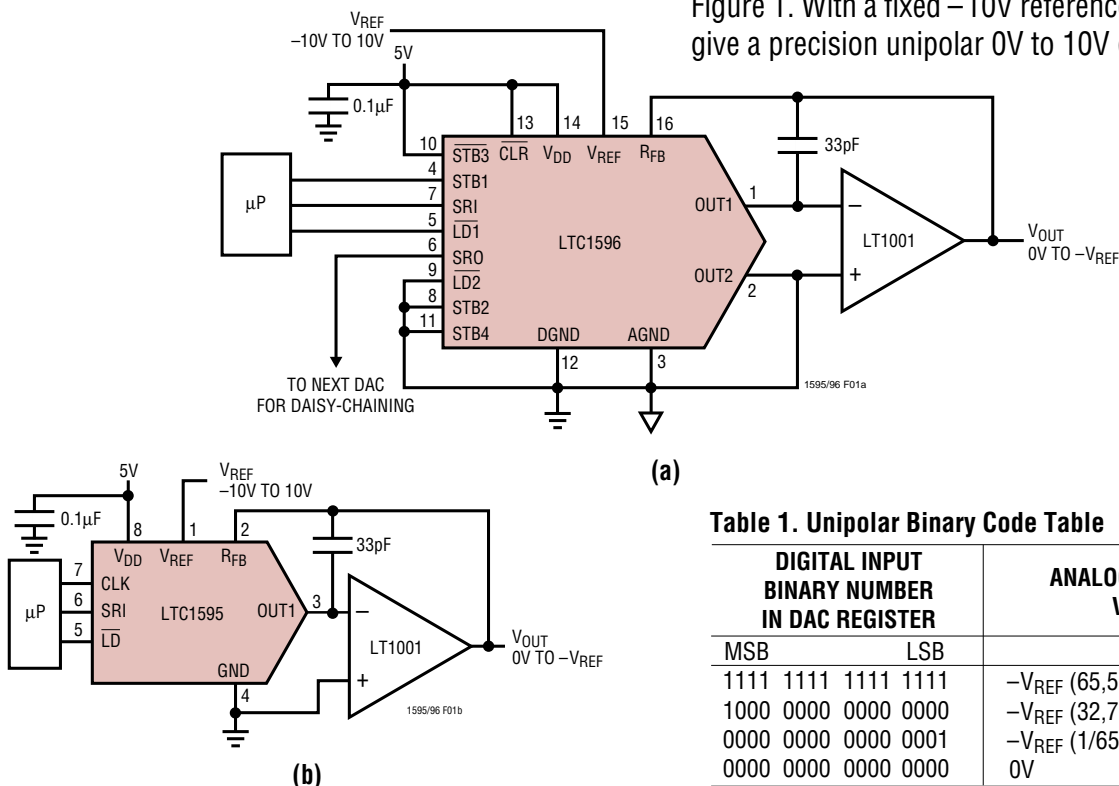 Figure 1. With a fixed –10V reference
give a precision unipolar 0V to 10V
VREF
–10V TO 10V
5V
0.1µF
13 14 15 16
33pF
10 STB3 CLR VDD VREF RFB
4 STB1
7 SRI
5 LD1
6 SRO
9 LD2
8 STB2
11 STB4
µP
LTC1596
OUT1 1
OUT2 2
DGND AGND
12 3
–
+
LT1001
VOUT
0V TO –VREF
TO NEXT DAC
FOR DAISY-CHAINING
1595/96 F01a
(a)
5V
VREF
–10V TO 10V
0.1µF
8 1 2
33pF
VDD VREF RFB
µP
7 CLK
6 SRI
5 LD
LTC1595
OUT1 3
GND
4
–
+
LT1001
VOUT
0V TO –VREF
1595/96 F01b
(b)
Table 1. Unipolar Binary Code Table
DIGITAL INPUT
BINARY NUMBER
IN DAC REGISTER
ANALO
V
MSB LSB
1111 1111 1111 1111 –VREF (65,5
1000 0000 0000 0000 –VREF (32,7
0000 0000 0000 0001 –VREF (1/65
0000 0000 0000 0000 0V